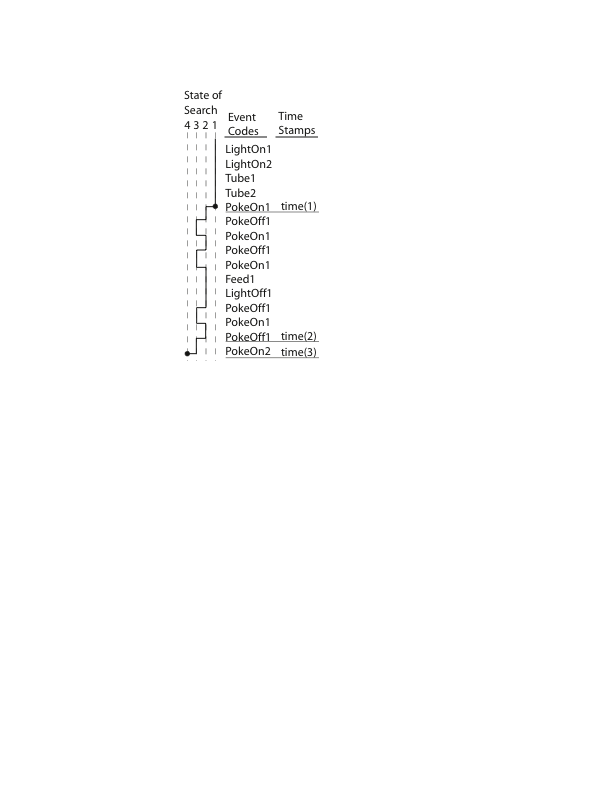 State of
Search
4 3 2 1
Event
Codes
Time
Stamps
LightOn1
LightOn2
Tube1
Tube2
PokeOn1 time(1)
PokeOff1
PokeOn1
PokeOff1
PokeOn1
Feed1
LightOff1
PokeOff1
PokeOn1
PokeOff1 time(2)
PokeOn2 time(3)